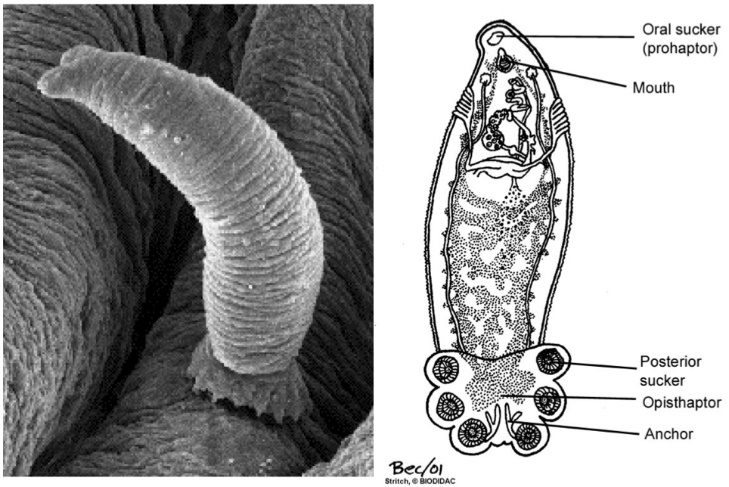 Oral sucker
(prohaptor)
Mouth
Posterior
sucker
Opisthaptor
Anchor
Bec/01
Stritch, © BIODIDAC